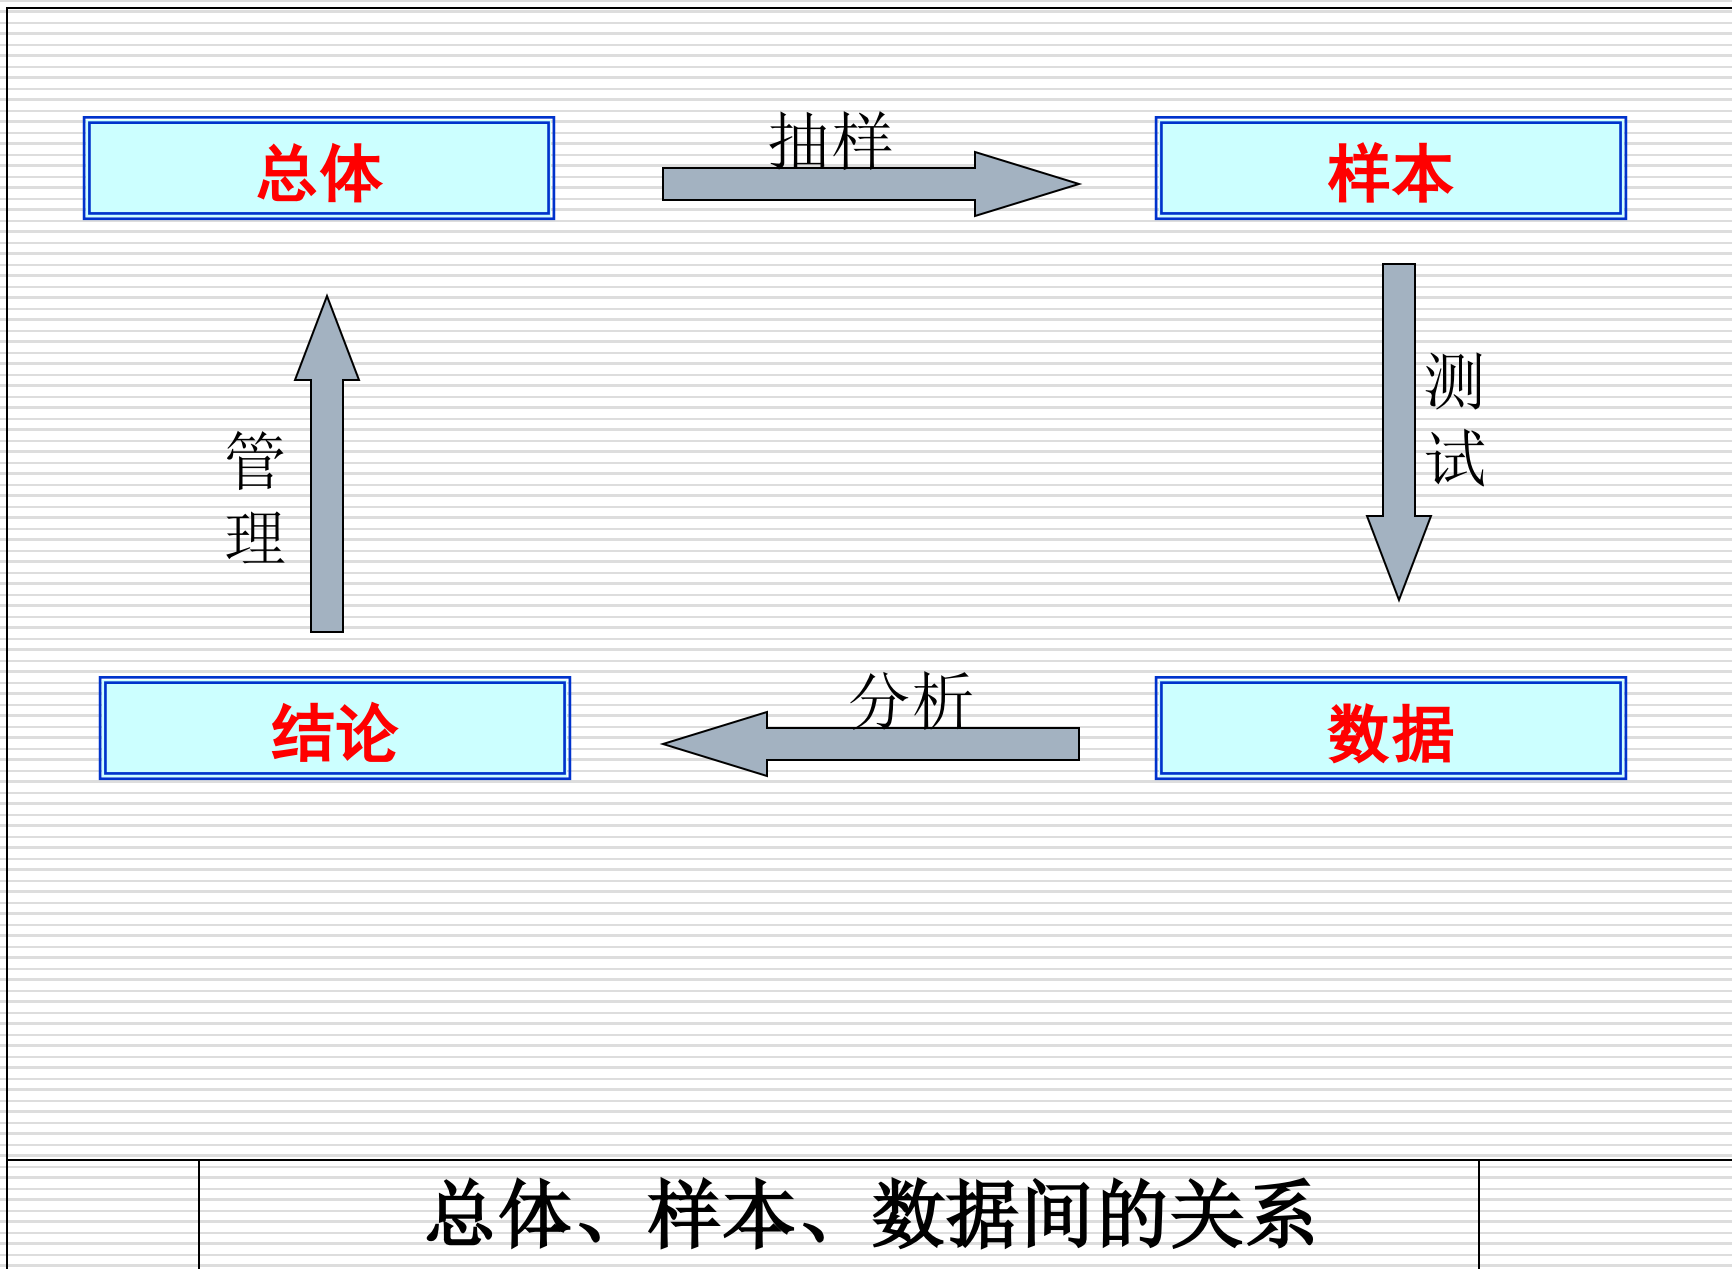 总体
抽样
样本
测
试
管
理
结论
分析
数据
总体、样本、数据间的关系